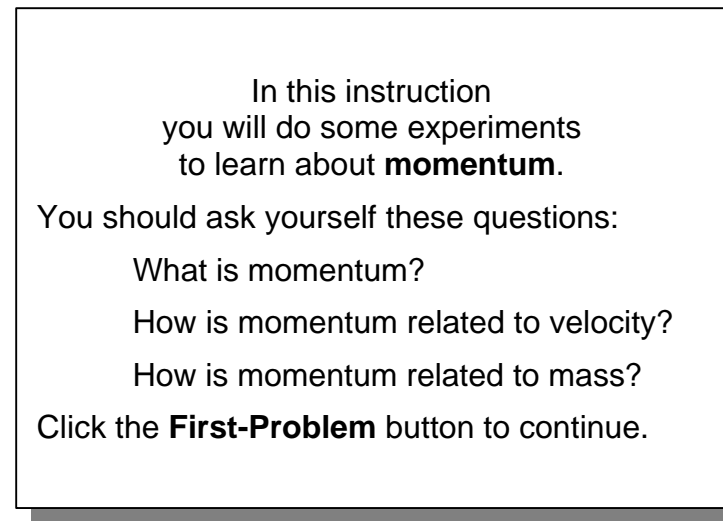 In this instruction
you will do some experiments
to learn about momentum.
You should ask yourself these questions:
What is momentum?
How is momentum related to velocity?
How is momentum related to mass?
Click the First-Problem button to continue.